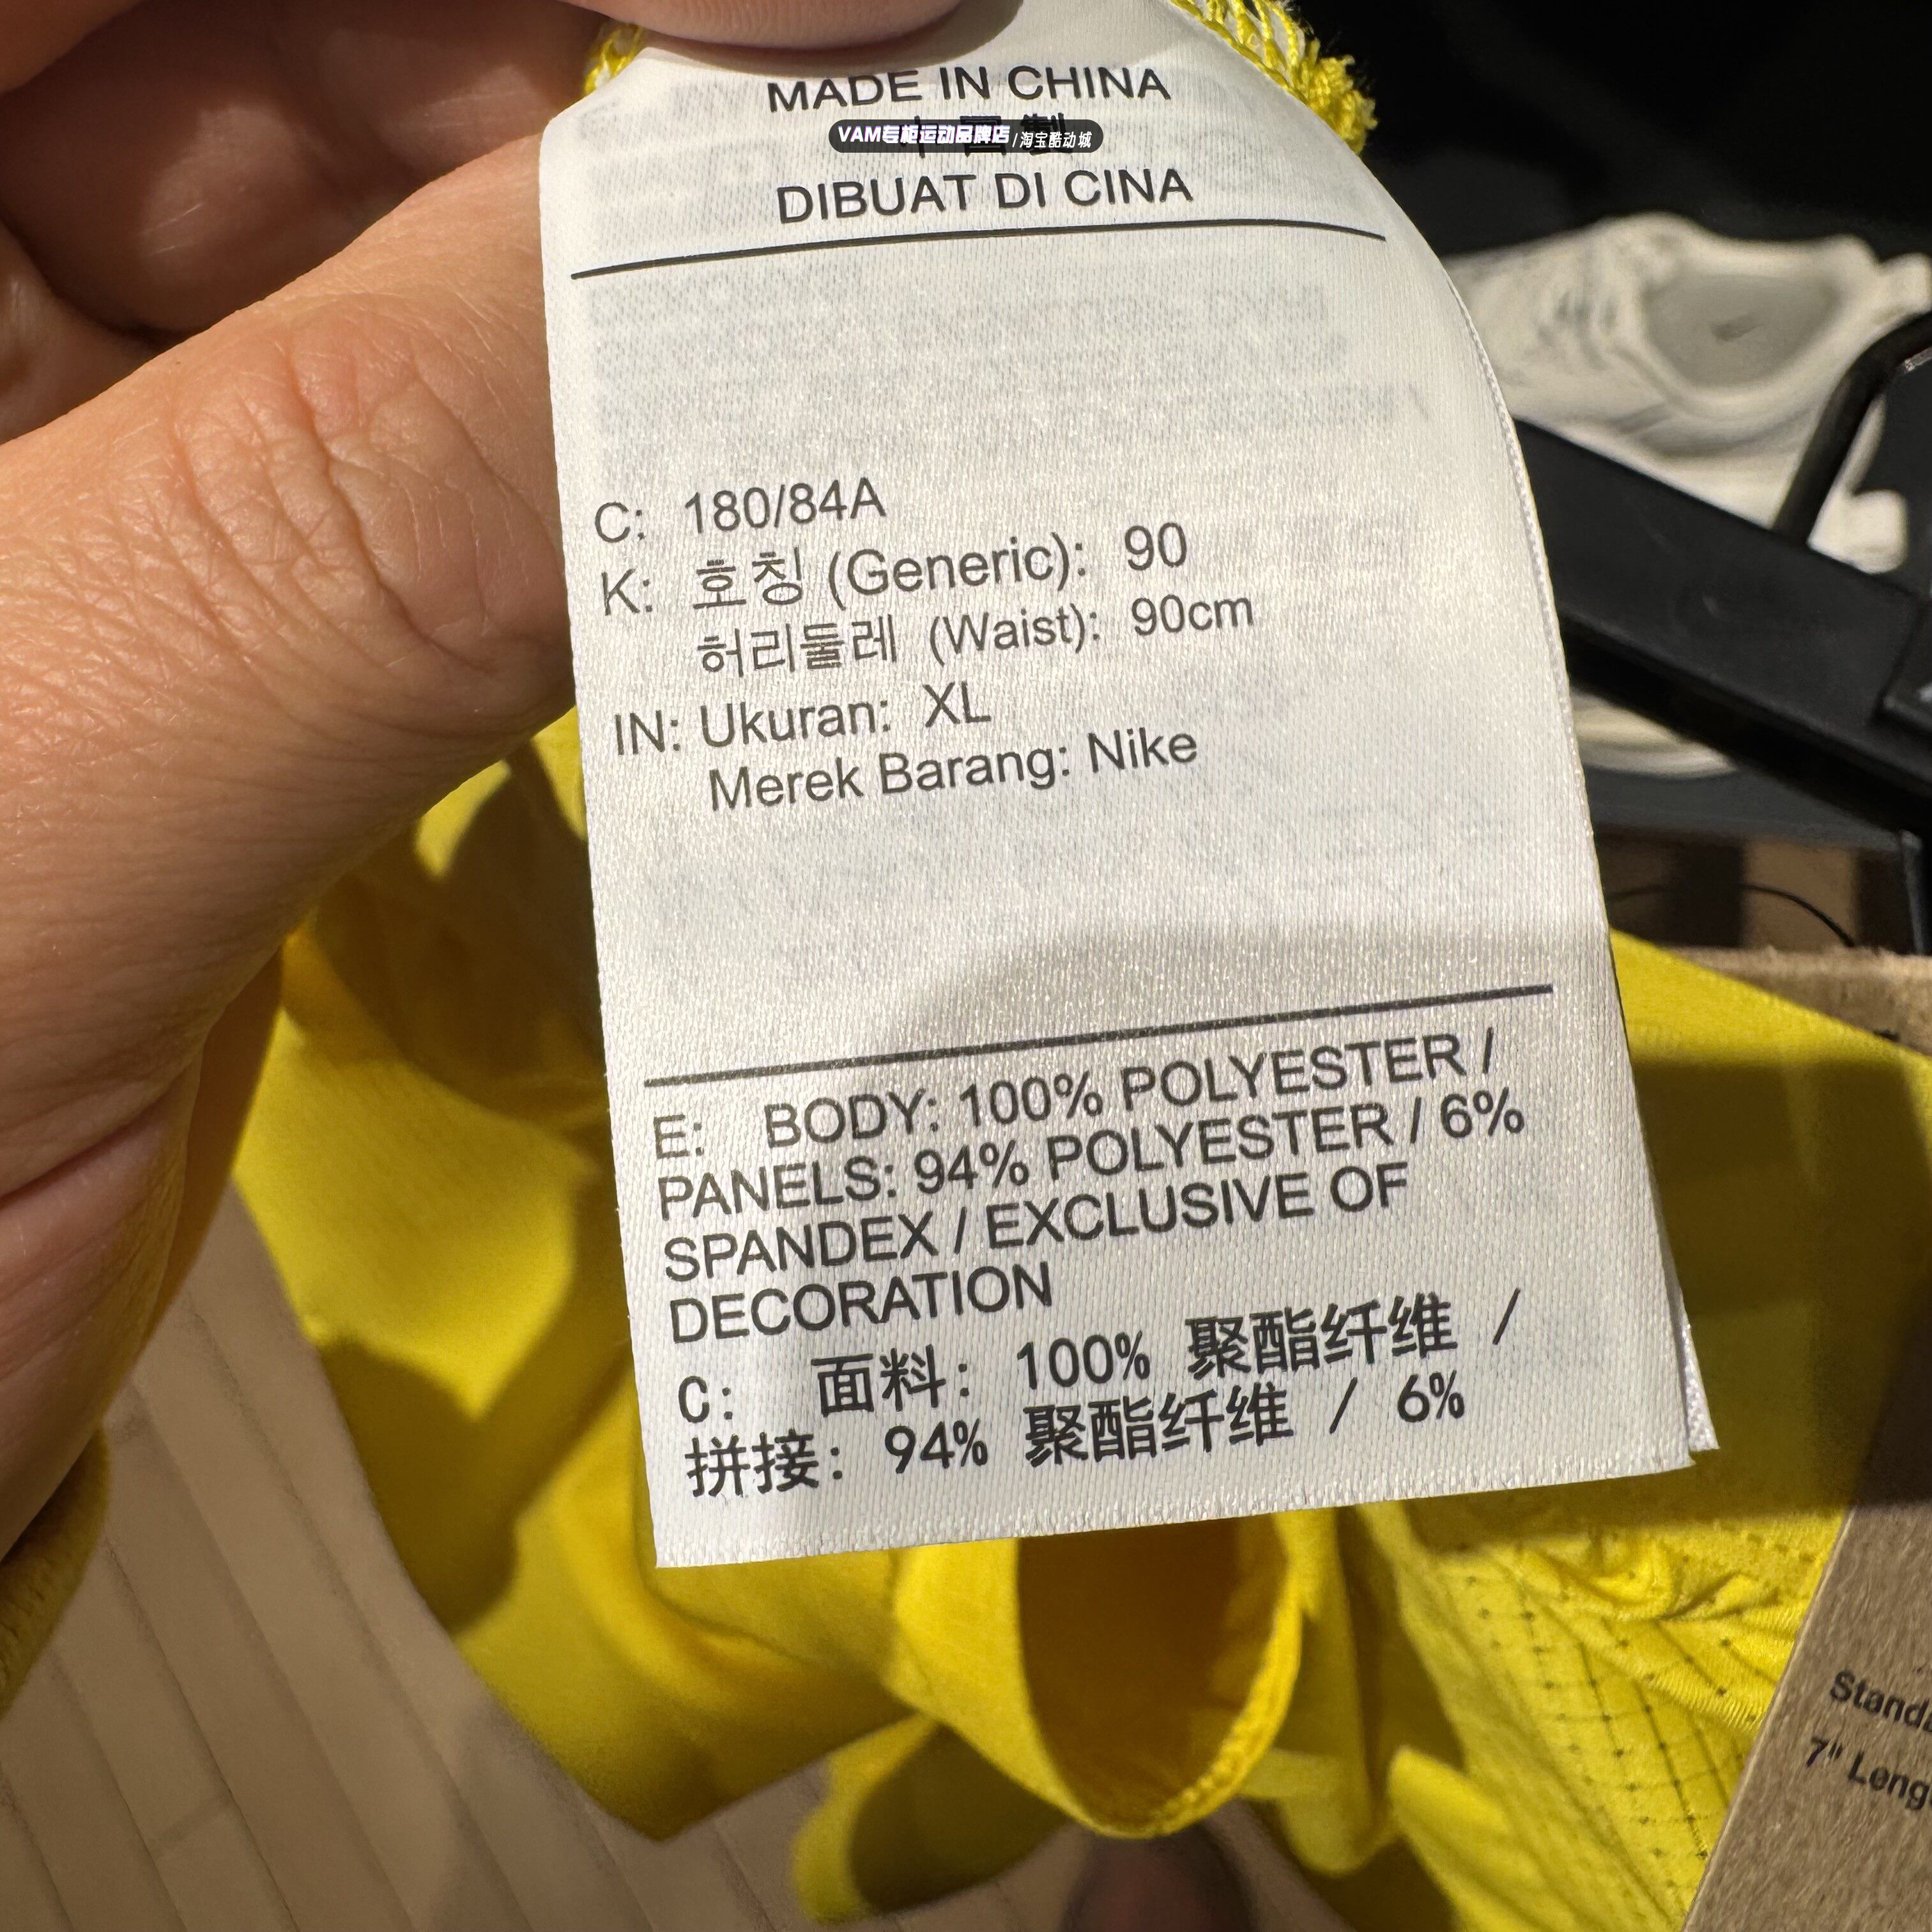 MADE IN CHINA
VAM专柜运动品牌店/淘宝酷动城
DIBUAT DI CINA
C: 180/84A
K: 호칭 (Generic): 90
허리둘레 (Waist): 90cm
IN: Ukuran: XL
Merek Barang: Nike
E: BODY: 100% POLYESTER /
PANELS: 94% POLYESTER / 6%
SPANDEX / EXCLUSIVE OF
DECORATION
C: 面料: 100% 聚酯纤维 /
拼接: 94% 聚酯纤维 / 6%
7"